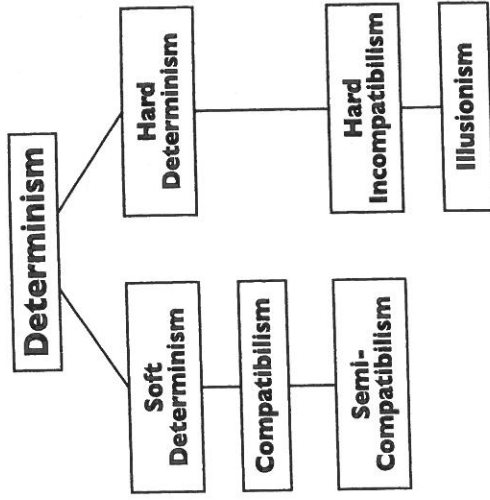 Determinism
Soft
Determinism
Hard
Determinism
Compatibilism
Semi-
Compatibilism
Hard
Incompatibilism
Illusionism